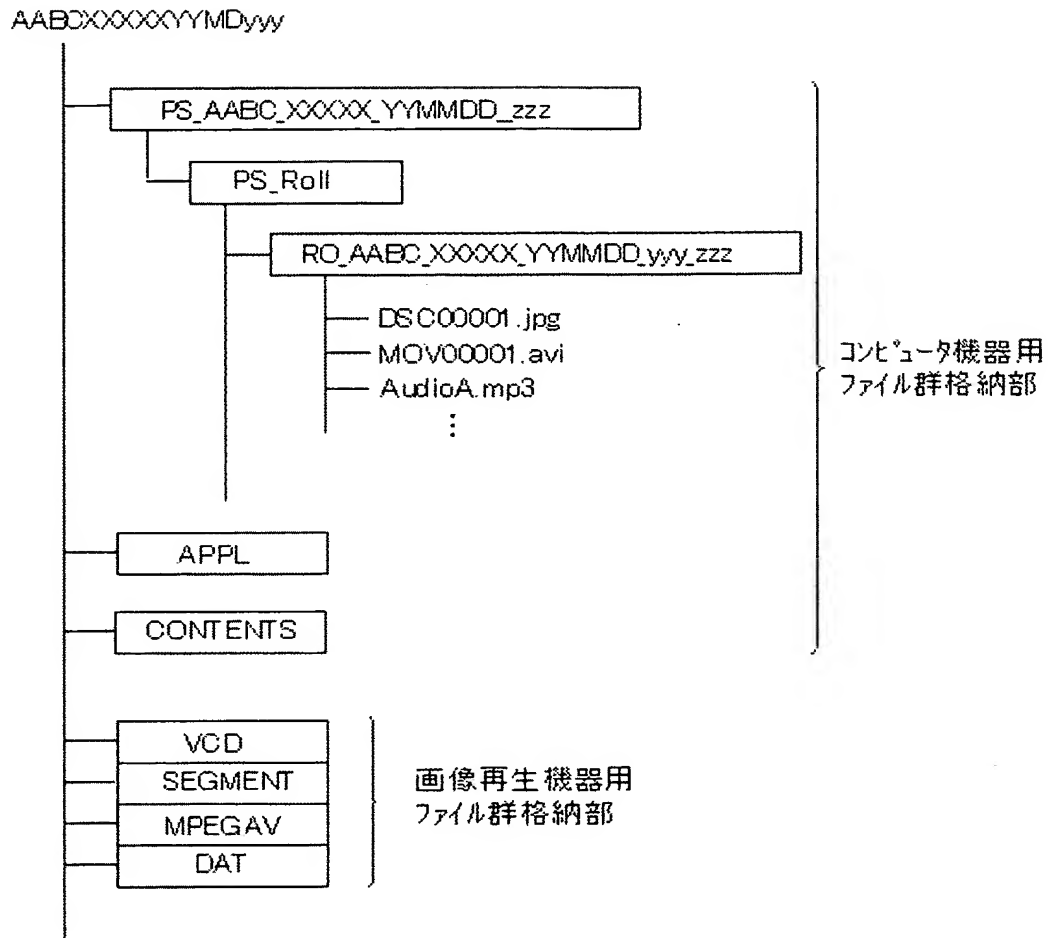 AABCXXXXXYYMDyyy
PS_AABC_XXXXX_YYMMDD_zzz
PS_Roll
RO_AABC_XXXXX_YYMMDD_yyy_zzz
DSC00001.jpg
MOV00001.avi
AudioA.mp3
⋮
コンピュータ機器用
ファイル群格納部
APPL
CONTENTS
VCD
SEGMENT
MPEGAV
DAT
画像再生機器用
ファイル群格納部